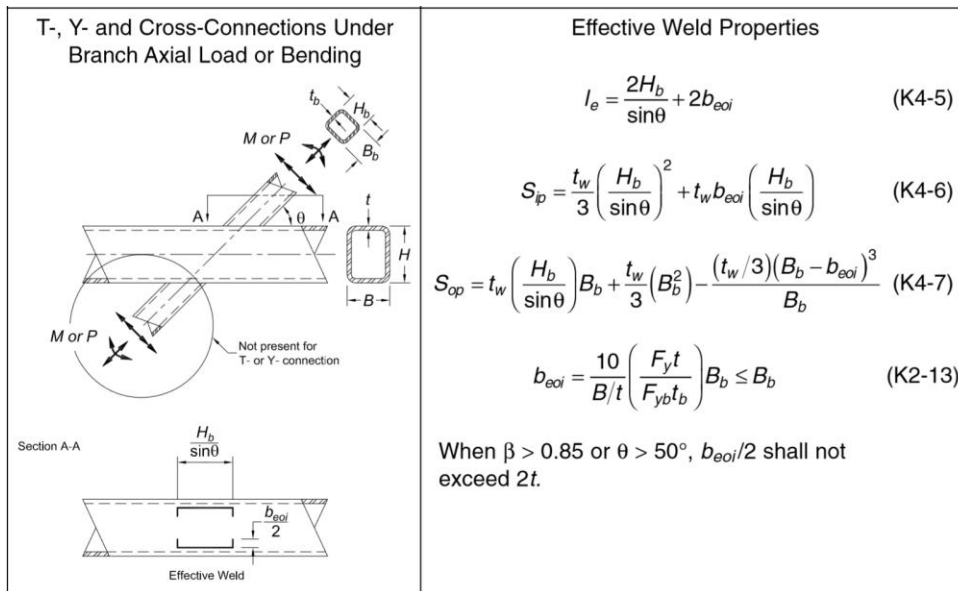 T-, Y- and Cross-Connections Under
Branch Axial Load or Bending
t_b
H_b
B_b
M or P
A
A
θ
t
H
B
M or P
Not present for
T- or Y- connection
Section A-A
H_b/sinθ
b_eoi/2
Effective Weld
Effective Weld Properties
l_e = 2H_b/sinθ + 2b_eoi (K4-5)
S_ip = t_w/3 (H_b/sinθ)^2 + t_w b_eoi (H_b/sinθ) (K4-6)
S_op = t_w (H_b/sinθ) B_b + t_w/3 (B_b^2) − (t_w/3)(B_b − b_eoi)^3/B_b (K4-7)
b_eoi = 10/(B/t) (F_y t/F_yb t_b) B_b ≤ B_b (K2-13)
When β > 0.85 or θ > 50°, b_eoi/2 shall not
exceed 2t.